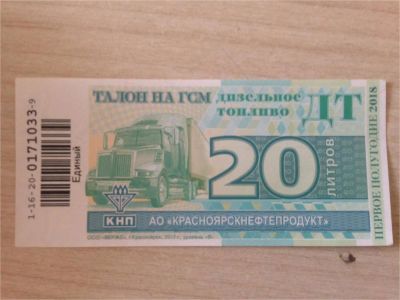 1-16-20-0171033-9
Единый
ТАЛОН НА ГСМ
дизельное
топливо
ДТ
20
ЛИТРОВ
ПЕРВОЕ ПОЛУГОДИЕ 2018
КНП
АО «КРАСНОЯРСКНЕФТЕПРОДУКТ»